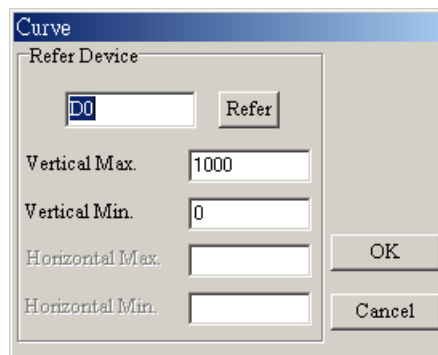 Curve
Refer Device
D0 Refer
Vertical Max. 1000
Vertical Min. 0
Horizontal Max.
OK
Horizontal Min.
Cancel